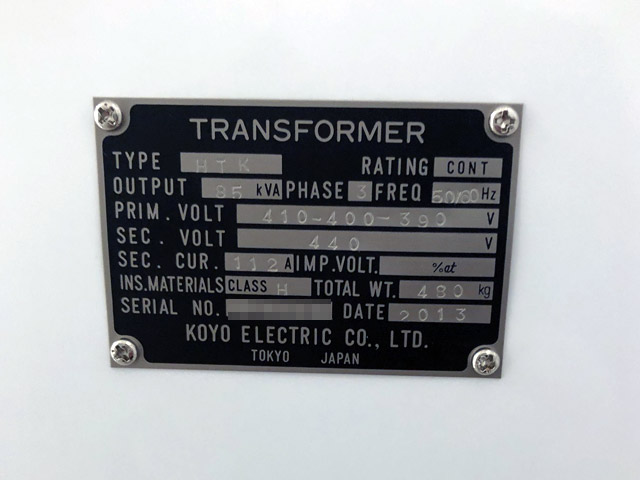 TRANSFORMER
TYPE HTK RATING CONT
OUTPUT 85 kVA PHASE 3 FREQ 50/60 Hz
PRIM. VOLT 410-400-390 V
SEC. VOLT 440 V
SEC. CUR. 112 A IMP.VOLT. %at
INS.MATERIALS CLASS H TOTAL WT. 480 kg
SERIAL NO. DATE 2013
KOYO ELECTRIC CO., LTD.
TOKYO JAPAN